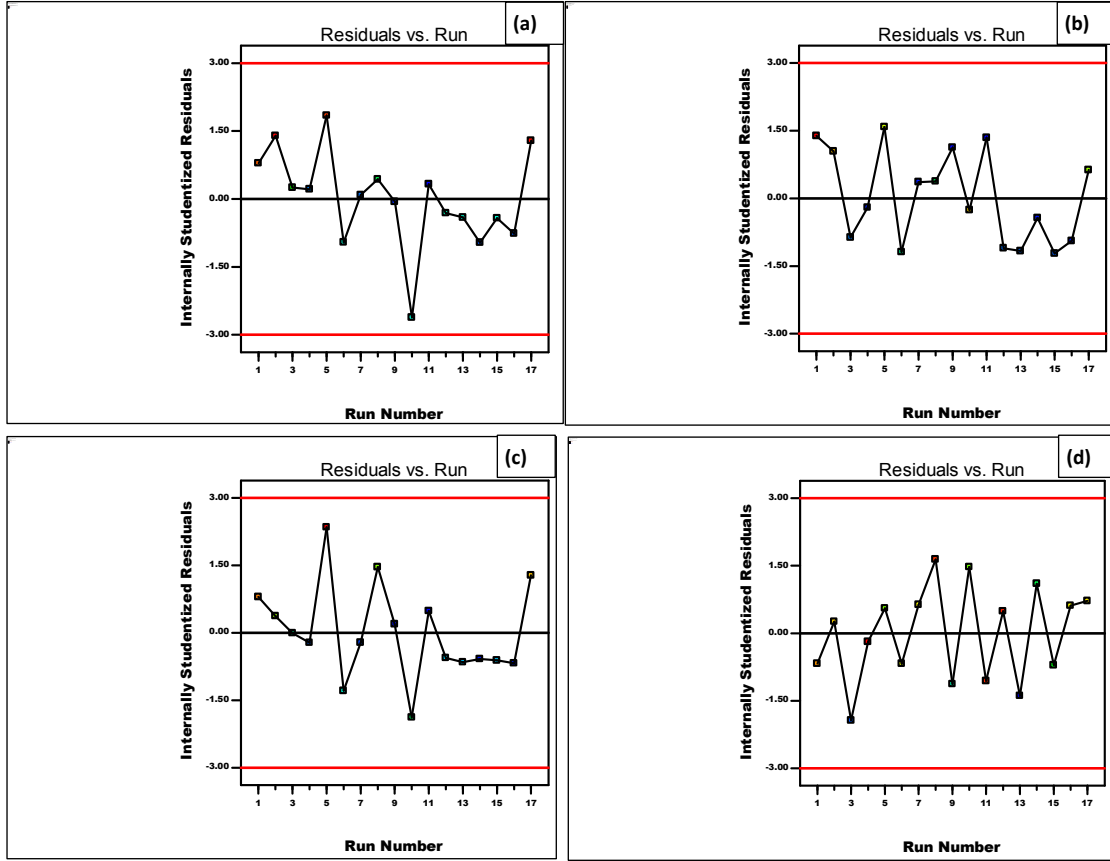 (a)
Residuals vs. Run
Internally Studentized Residuals
3.00
1.50
0.00
-1.50
-3.00
1 3 5 7 9 11 13 15 17
Run Number
(b)
Residuals vs. Run
Internally Studentized Residuals
3.00
1.50
0.00
-1.50
-3.00
1 3 5 7 9 11 13 15 17
Run Number
(c)
Residuals vs. Run
Internally Studentized Residuals
3.00
1.50
0.00
-1.50
-3.00
1 3 5 7 9 11 13 15 17
Run Number
(d)
Residuals vs. Run
Internally Studentized Residuals
3.00
1.50
0.00
-1.50
-3.00
1 3 5 7 9 11 13 15 17
Run Number